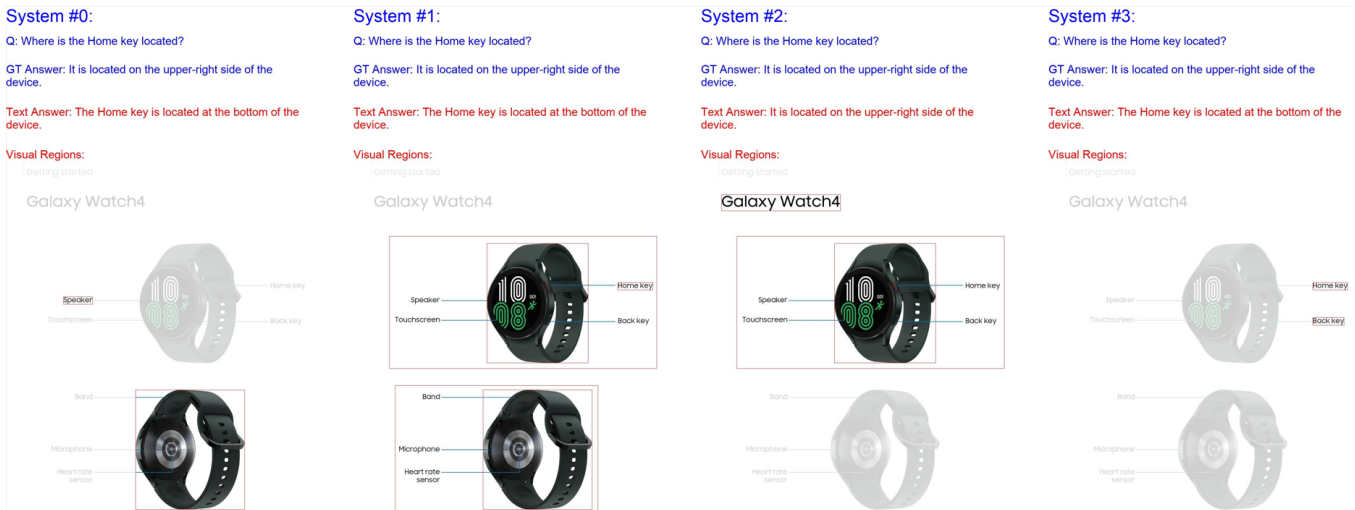 System #0:
Q: Where is the Home key located?
GT Answer: It is located on the upper-right side of the
device.
Text Answer: The Home key is located at the bottom of the
device.
Visual Regions:
Getting started
Galaxy Watch4
Speaker
Home key
Touchscreen
Back key
Band
Microphone
Heart rate
sensor
System #1:
Q: Where is the Home key located?
GT Answer: It is located on the upper-right side of the
device.
Text Answer: The Home key is located at the bottom of the
device.
Visual Regions:
Getting started
Galaxy Watch4
10
08
Speaker
Home key
Touchscreen
Back key
Band
Microphone
Heart rate
sensor
System #2:
Q: Where is the Home key located?
GT Answer: It is located on the upper-right side of the
device.
Text Answer: It is located on the upper-right side of the
device.
Visual Regions:
Getting started
Galaxy Watch4
10
08
Speaker
Home key
Touchscreen
Back key
Band
Microphone
Heart rate
sensor
System #3:
Q: Where is the Home key located?
GT Answer: It is located on the upper-right side of the
device.
Text Answer: The Home key is located at the bottom of the
device.
Visual Regions:
Getting started
Galaxy Watch4
Speaker
Home key
Touchscreen
Back key
Band
Microphone
Heart rate
sensor